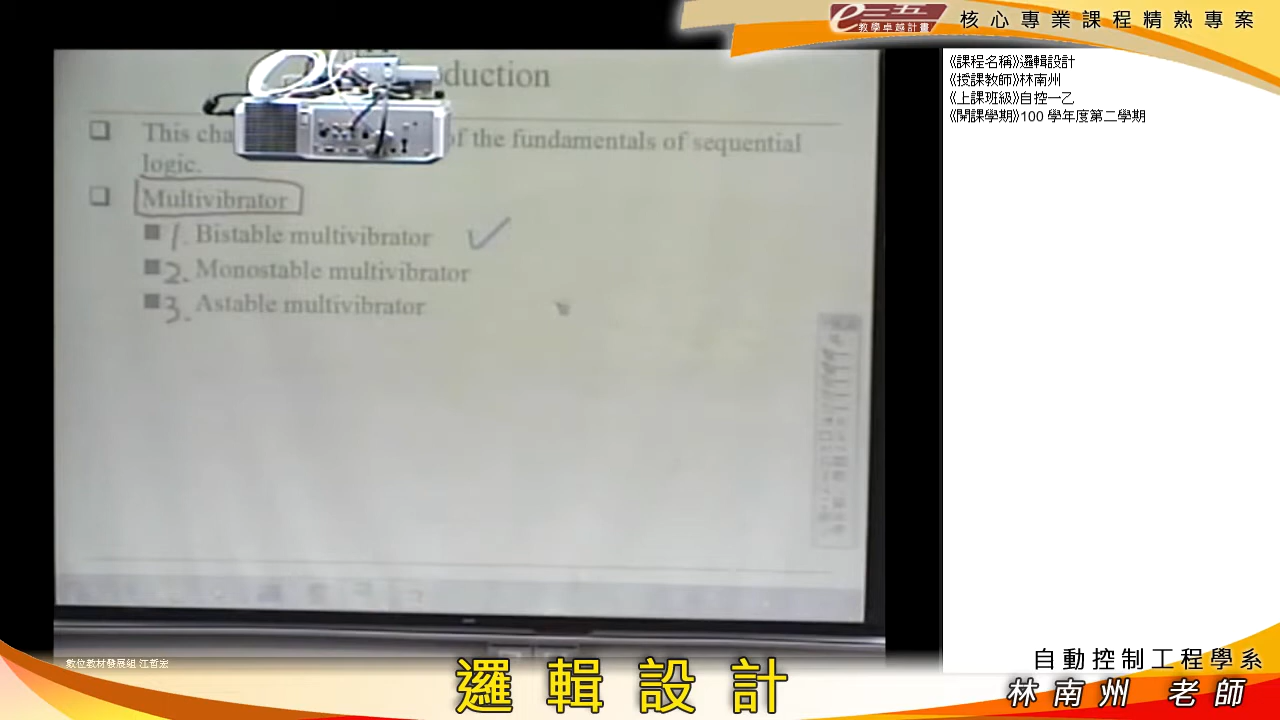 e三五
教學卓越計畫
核心專業課程精熟專案
《課程名稱》邏輯設計
《授課教師》林南州
《上課班級》自控一乙
《開課學期》100 學年度第二學期
duction
This cha of the fundamentals of sequential
logic.
Multivibrator
1. Bistable multivibrator
2. Monostable multivibrator
3. Astable multivibrator
數位教材發展組 江哲宏
邏輯設計
自動控制工程學系
林南州 老師